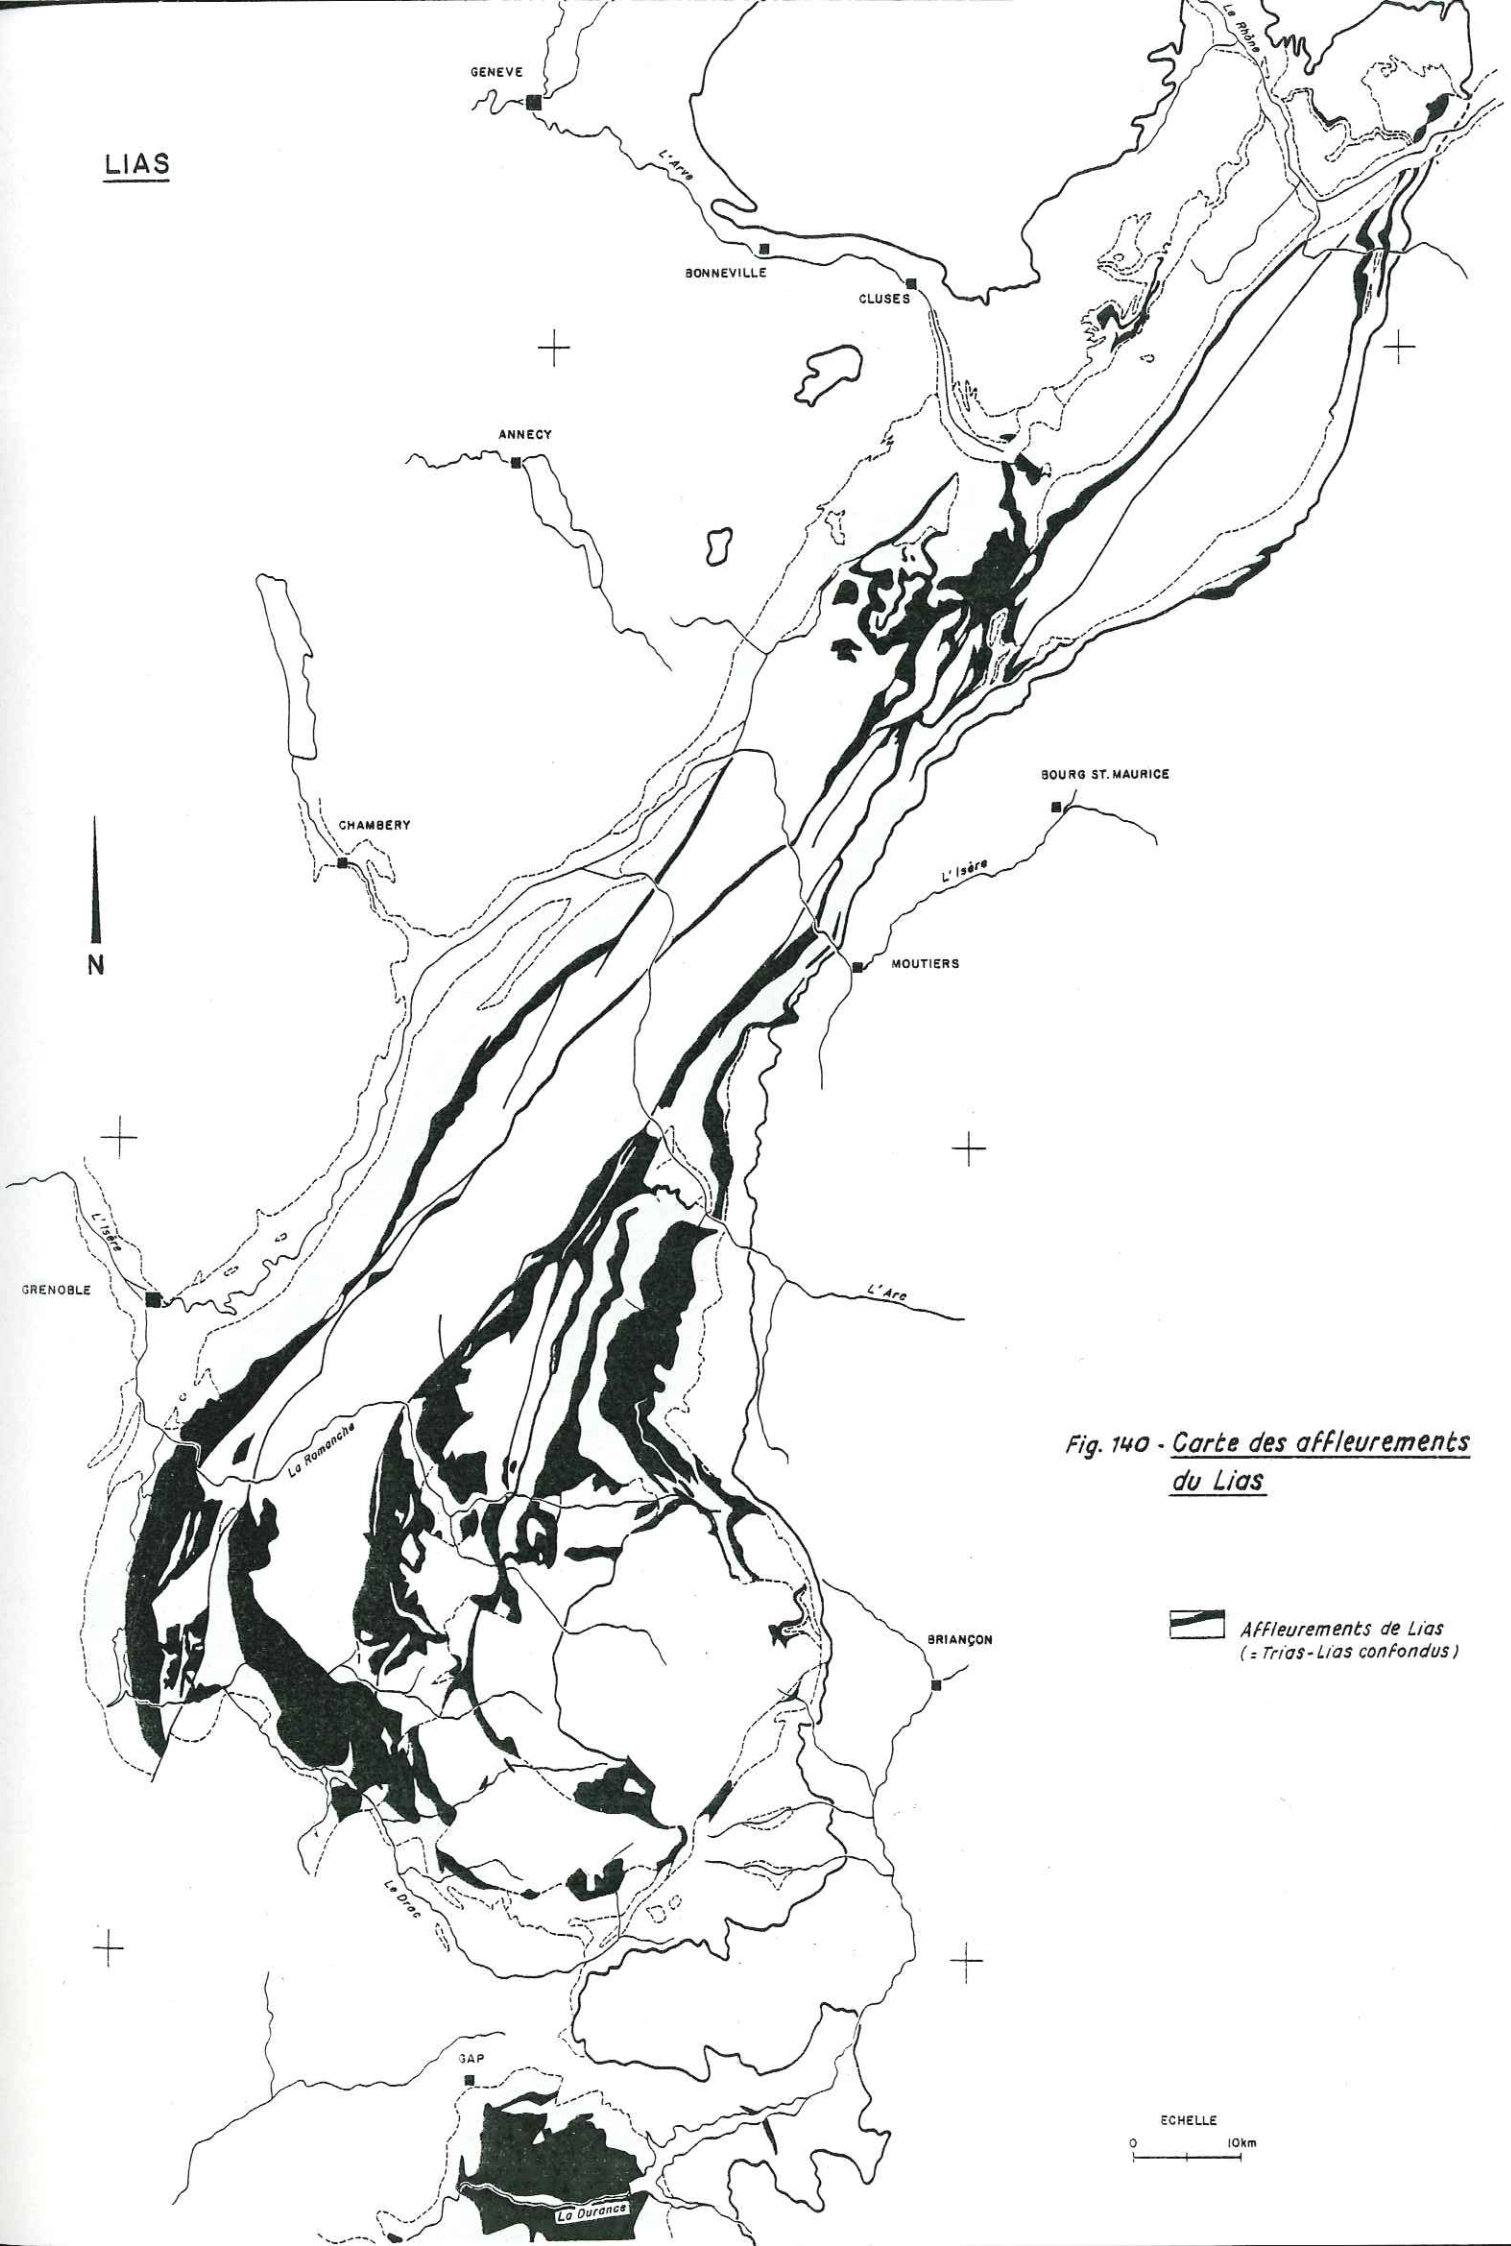 Le Rhône
GENEVE
LIAS
L'Arve
BONNEVILLE
CLUSES
ANNECY
BOURG ST. MAURICE
CHAMBERY
L'Isère
N
MOUTIERS
L'Isère
GRENOBLE
L'Arc
La Romanche
Fig. 140 - Carte des affleurements
du Lias
Affleurements de Lias
(= Trias-Lias confondus)
BRIANÇON
Le Drac
GAP
ECHELLE
0 10km
La Durance